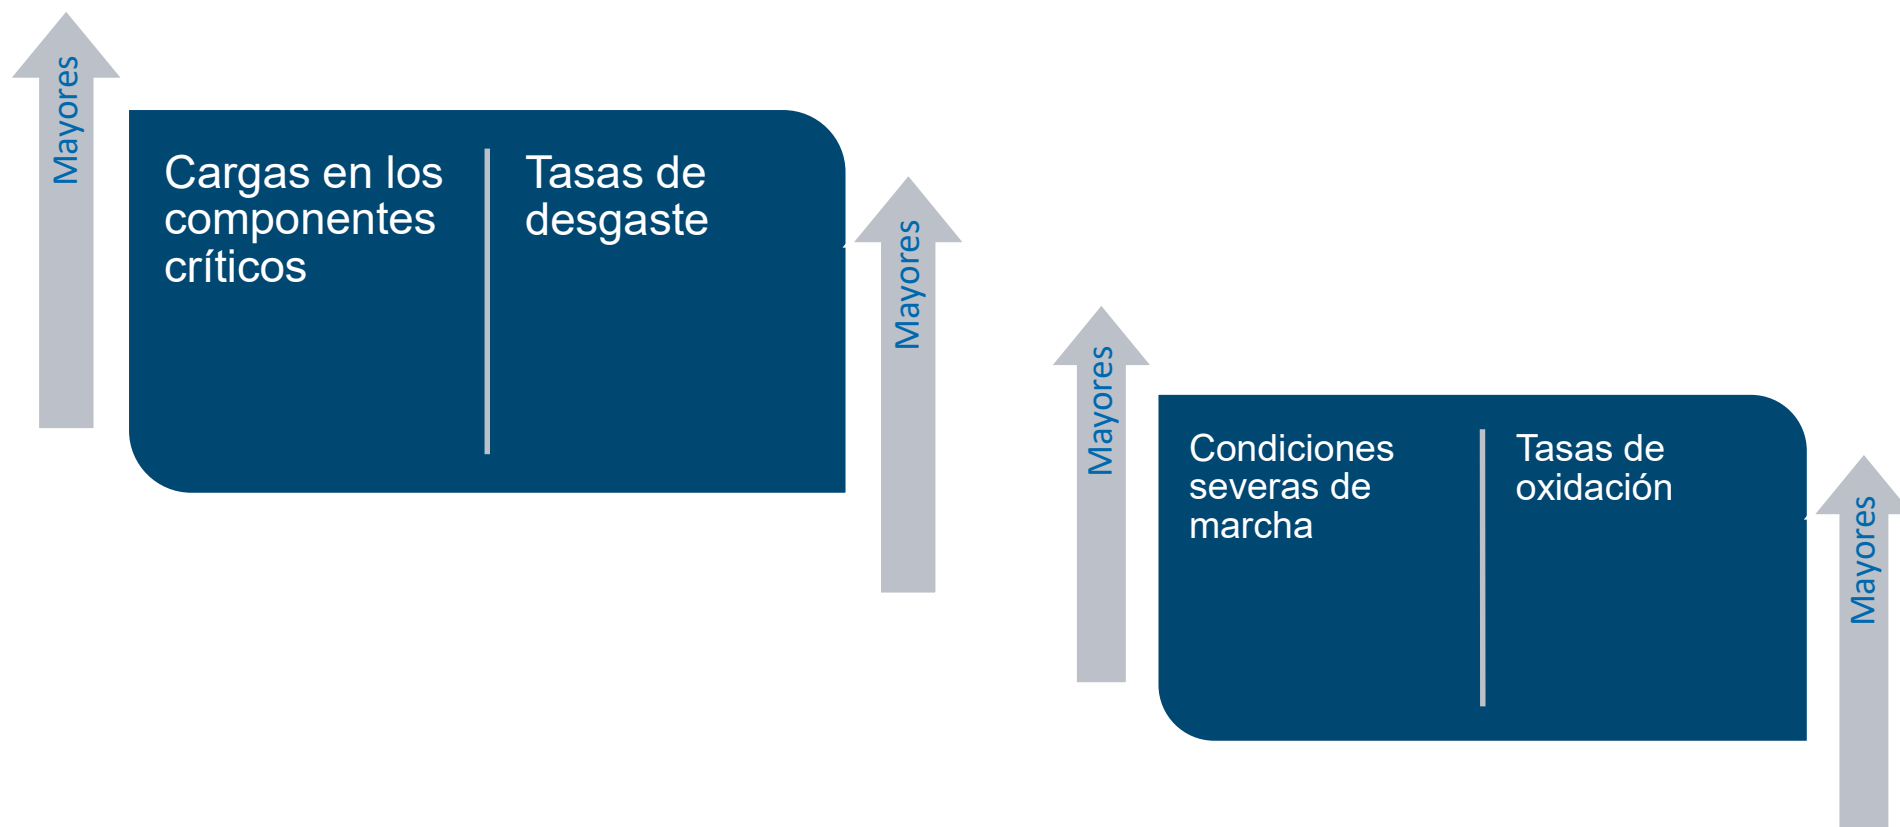 Mayores
Cargas en los
componentes
críticos
Tasas de
desgaste
Mayores
Mayores
Condiciones
severas de
marcha
Tasas de
oxidación
Mayores